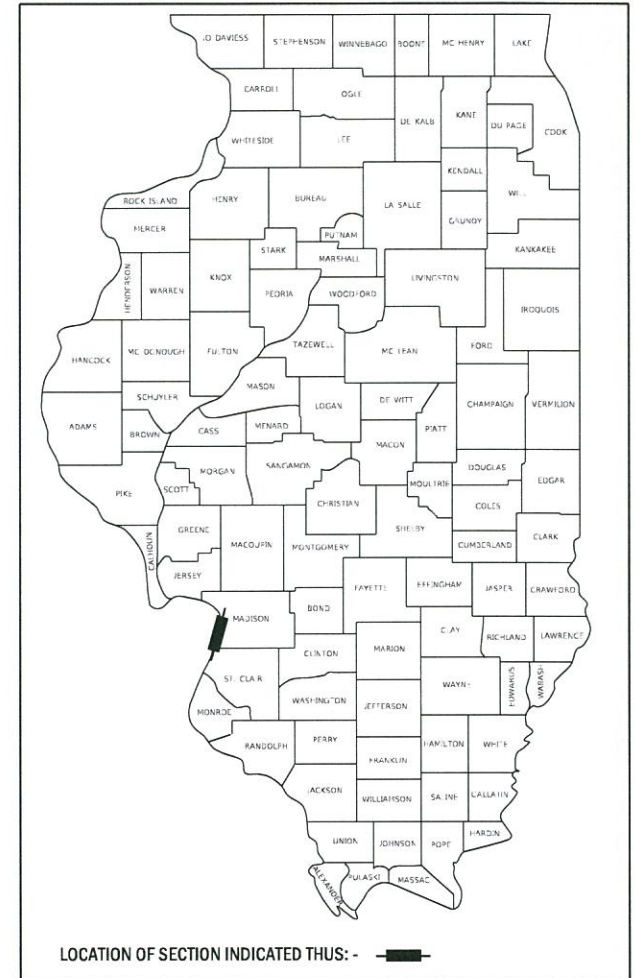 JO DAVIESS STEPHENSON WINNEBAGO BOONE MC HENRY LAKE
CARROLL OGLE
DE KALB KANE DU PAGE COOK
WHITESIDE LEE
KENDALL
ROCK ISLAND HENRY BUREAU LA SALLE GRUNDY WILL
MERCER PUTNAM
STARK MARSHALL KANKAKEE
HENDERSON WARREN KNOX PEORIA WOODFORD LIVINGSTON IROQUOIS
HANCOCK MC DONOUGH FULTON TAZEWELL MC LEAN FORD
MASON
SCHUYLER LOGAN DE WITT CHAMPAIGN VERMILION
ADAMS BROWN CASS MENARD MACON PIATT
MORGAN SANGAMON DOUGLAS
PIKE SCOTT CHRISTIAN MOULTRIE COLES EDGAR
GREENE MACOUPIN MONTGOMERY SHELBY CUMBERLAND CLARK
CALHOUN JERSEY
FAYETTE EFFINGHAM JASPER CRAWFORD
MADISON BOND
CLINTON MARION CLAY RICHLAND LAWRENCE
ST. CLAIR WAYNE EDWARDS WABASH
MONROE WASHINGTON JEFFERSON
RANDOLPH PERRY HAMILTON WHITE
FRANKLIN
JACKSON WILLIAMSON SALINE GALLATIN
UNION JOHNSON POPE HARDIN
ALEXANDER PULASKI MASSAC
LOCATION OF SECTION INDICATED THUS: -